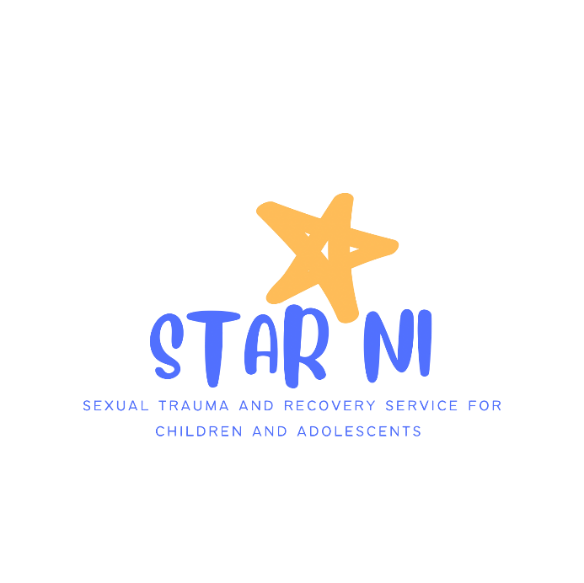 STAR NI
SEXUAL TRAUMA AND RECOVERY SERVICE FOR
CHILDREN AND ADOLESCENTS